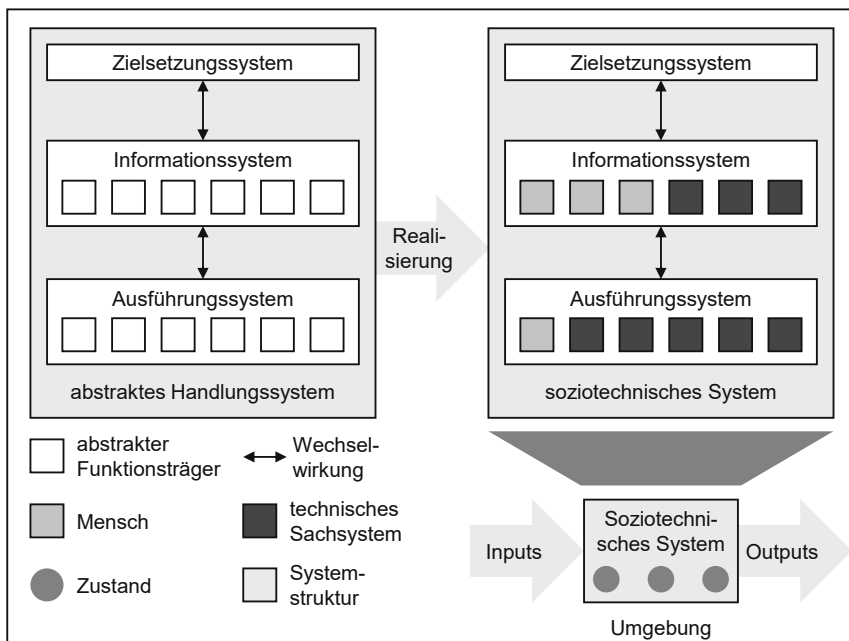 Zielsetzungssystem
Informationssystem
Ausführungssystem
abstraktes Handlungssystem
Reali-
sierung
Zielsetzungssystem
Informationssystem
Ausführungssystem
soziotechnisches System
abstrakter
Funktionsträger
Wechsel-
wirkung
Mensch
technisches
Sachsystem
Zustand
System-
struktur
Inputs
Soziotechni-
sches System
Outputs
Umgebung